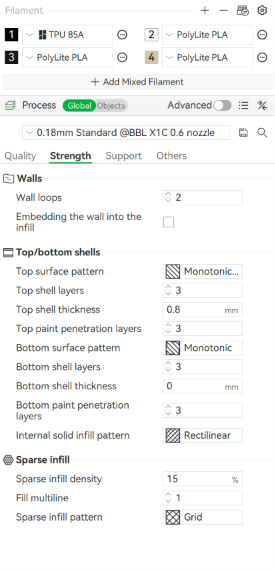 Filament
1 TPU 85A 2 PolyLite PLA
3 PolyLite PLA 4 PolyLite PLA
+ Add Mixed Filament
Process Global Objects Advanced
0.18mm Standard @BBL X1C 0.6 nozzle
Quality Strength Support Others
Walls
Wall loops 2
Embedding the wall into the
infill
Top/bottom shells
Top surface pattern Monotonic...
Top shell layers 3
Top shell thickness 0.8 mm
Top paint penetration layers 3
Bottom surface pattern Monotonic
Bottom shell layers 3
Bottom shell thickness 0 mm
Bottom paint penetration
layers 3
Internal solid infill pattern Rectilinear
Sparse infill
Sparse infill density 15 %
Fill multiline 1
Sparse infill pattern Grid